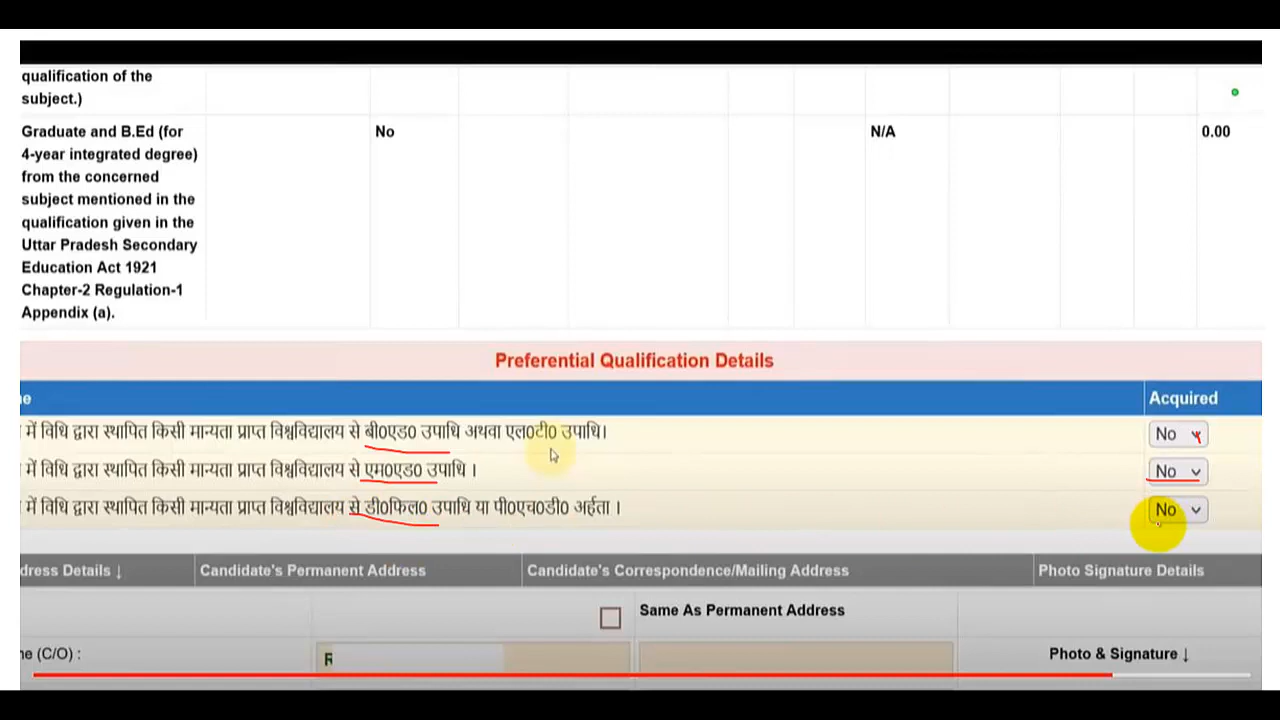 qualification of the
subject.)
Graduate and B.Ed (for
4-year integrated degree)
from the concerned
subject mentioned in the
qualification given in the
Uttar Pradesh Secondary
Education Act 1921
Chapter-2 Regulation-1
Appendix (a).
No
N/A
0.00
Preferential Qualification Details
e Acquired
में विधि द्वारा स्थापित किसी मान्यता प्राप्त विश्वविद्यालय से बी0एड0 उपाधि अथवा एल0टी0 उपाधि। No
में विधि द्वारा स्थापित किसी मान्यता प्राप्त विश्वविद्यालय से एम0एड0 उपाधि । No
में विधि द्वारा स्थापित किसी मान्यता प्राप्त विश्वविद्यालय से डी0फिल0 उपाधि या पी0एच0डी0 अर्हता । No
dress Details ↓ Candidate's Permanent Address Candidate's Correspondence/Mailing Address Photo Signature Details
Same As Permanent Address
ne (C/O) : R Photo & Signature ↓